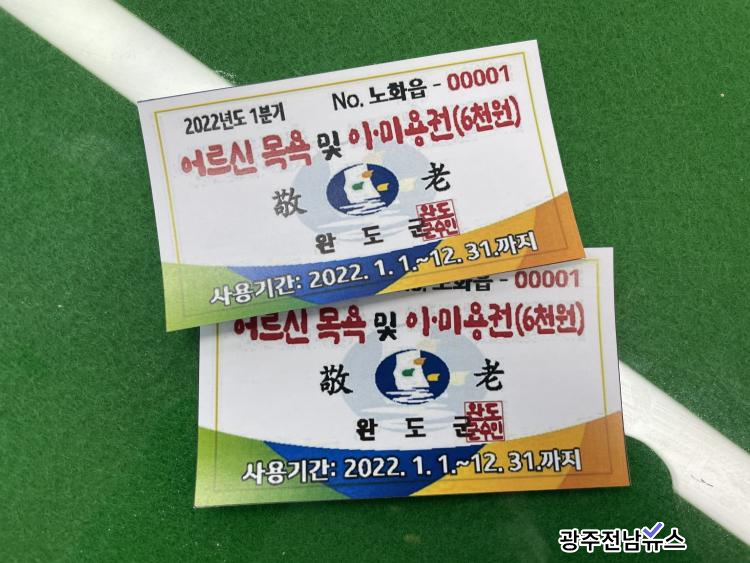 2022년도 1분기
No. 노화읍 - 00001
어르신 목욕 및 이·미용권(6천원)
敬 老
완 도 군
완도
군수인
사용기간: 2022. 1. 1.~12. 31.까지
노화읍 - 00001
어르신 목욕 및 이·미용권(6천원)
敬 老
완 도 군
완도
군수인
사용기간: 2022. 1. 1.~12. 31.까지
광주전남뉴스